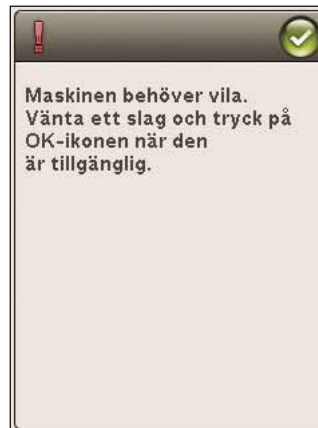 Maskinen behöver vila.
Vänta ett slag och tryck på
OK-ikonen när den
är tillgänglig.